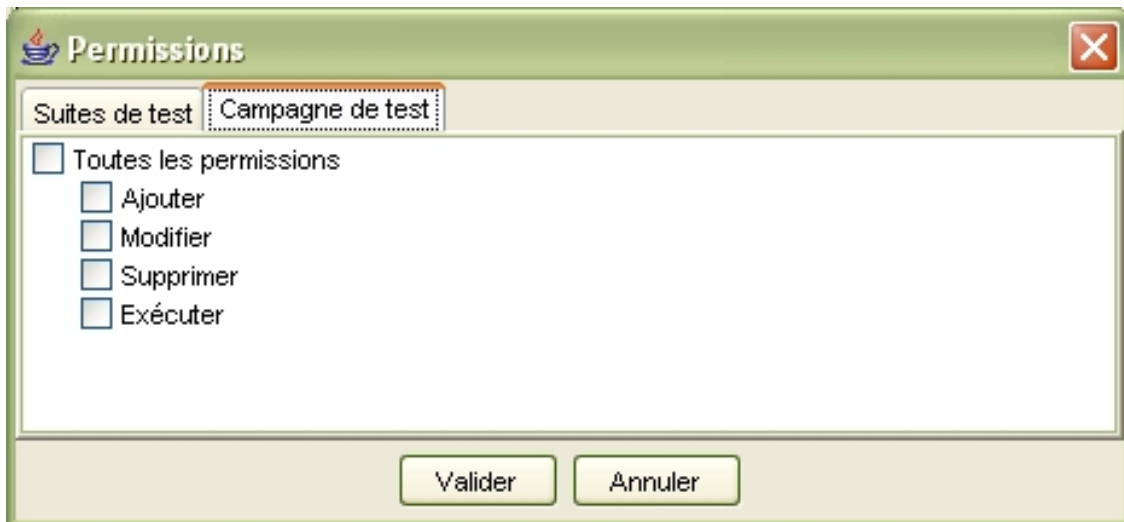 Permissions
Suites de test Campagne de test
Toutes les permissions
Ajouter
Modifier
Supprimer
Exécuter
Valider Annuler